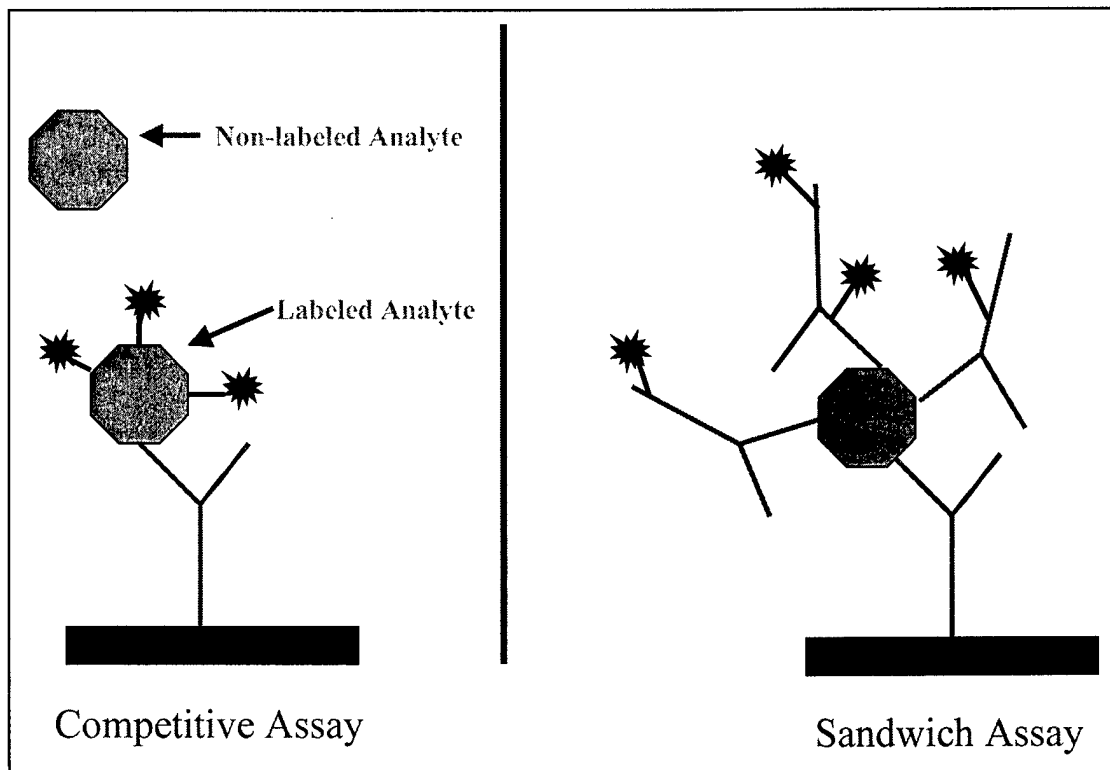 Non-labeled Analyte
Labeled Analyte
Competitive Assay
Sandwich Assay